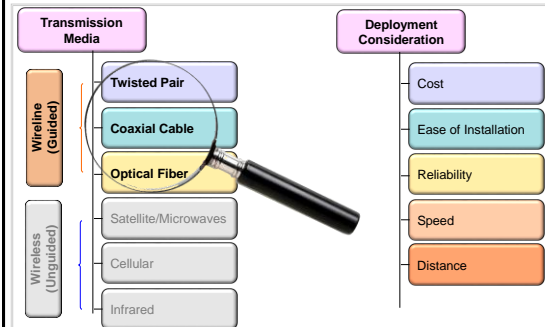 Transmission
Media
Wireline
(Guided)
Twisted Pair
Coaxial Cable
Optical Fiber
Wireless
(Unguided)
Satellite/Microwaves
Cellular
Infrared
Deployment
Consideration
Cost
Ease of Installation
Reliability
Speed
Distance